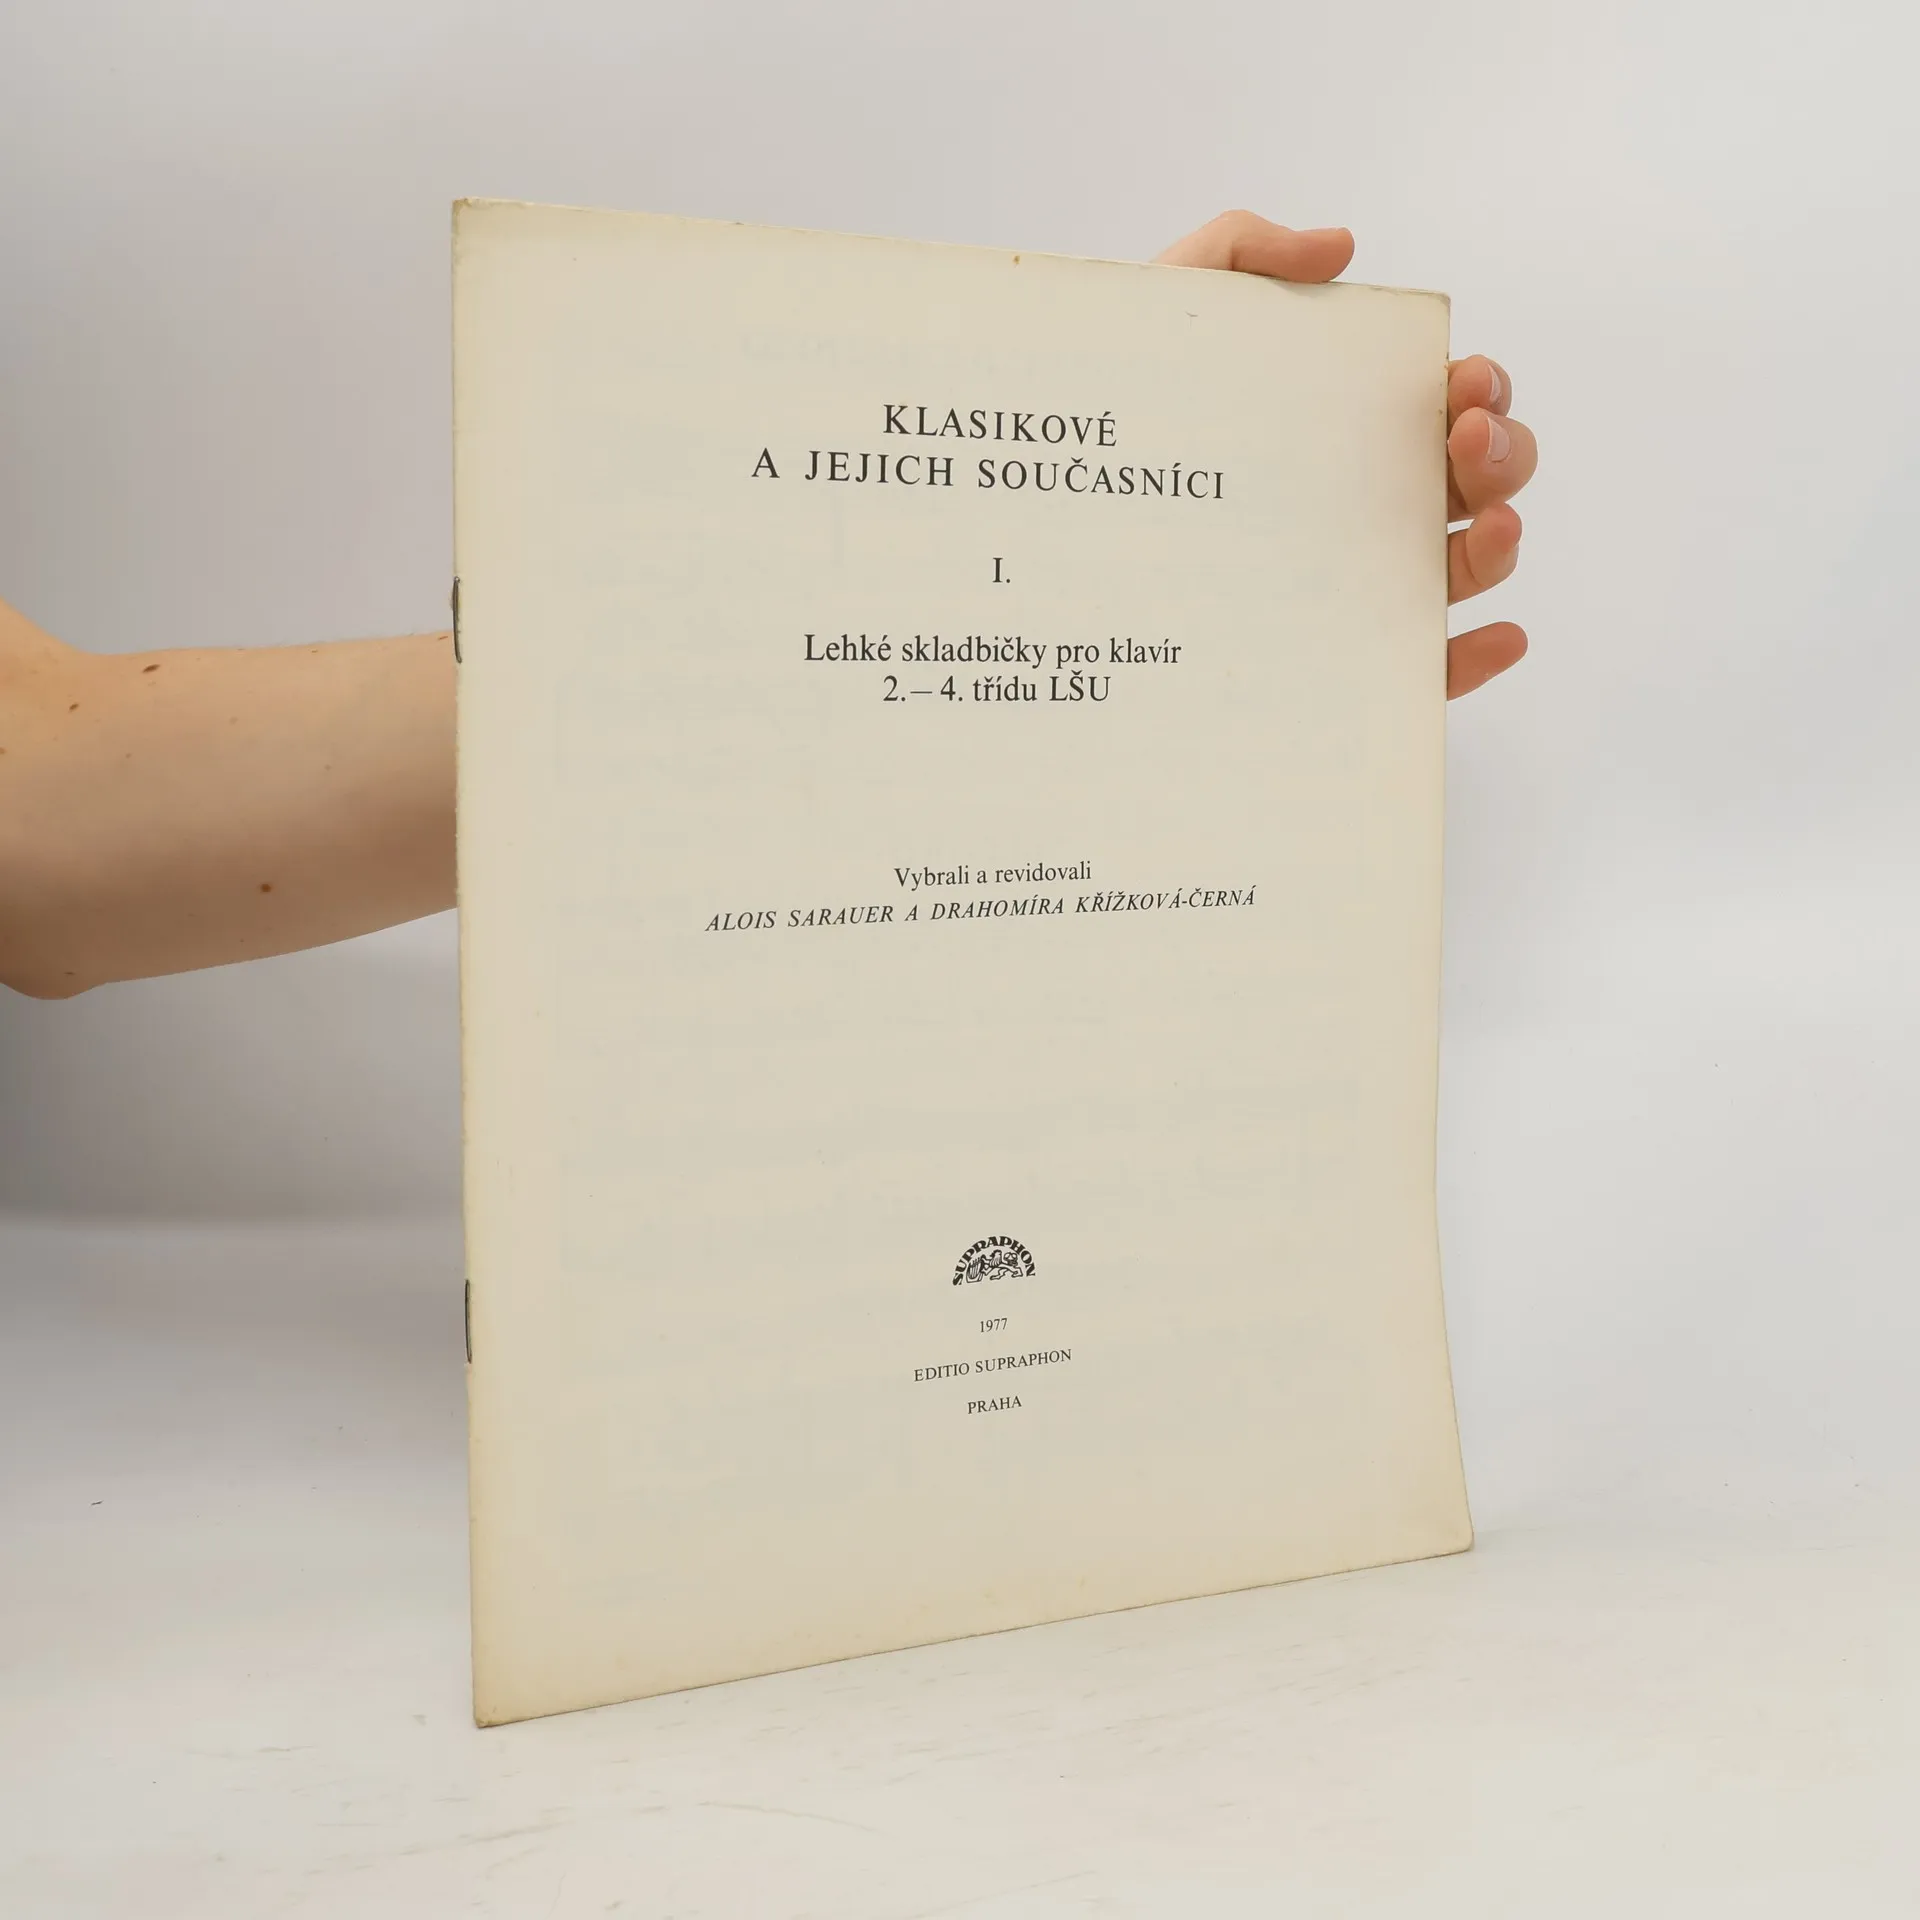 KLASIKOVÉ
A JEJICH SOUČASNÍCI
I.
Lehké skladbičky pro klavír
2.– 4. třídu LŠU
Vybrali a revidovali
ALOIS SARAUER A DRAHOMÍRA KŘÍŽKOVÁ-ČERNÁ
SUPRAPHON
1977
EDITIO SUPRAPHON
PRAHA